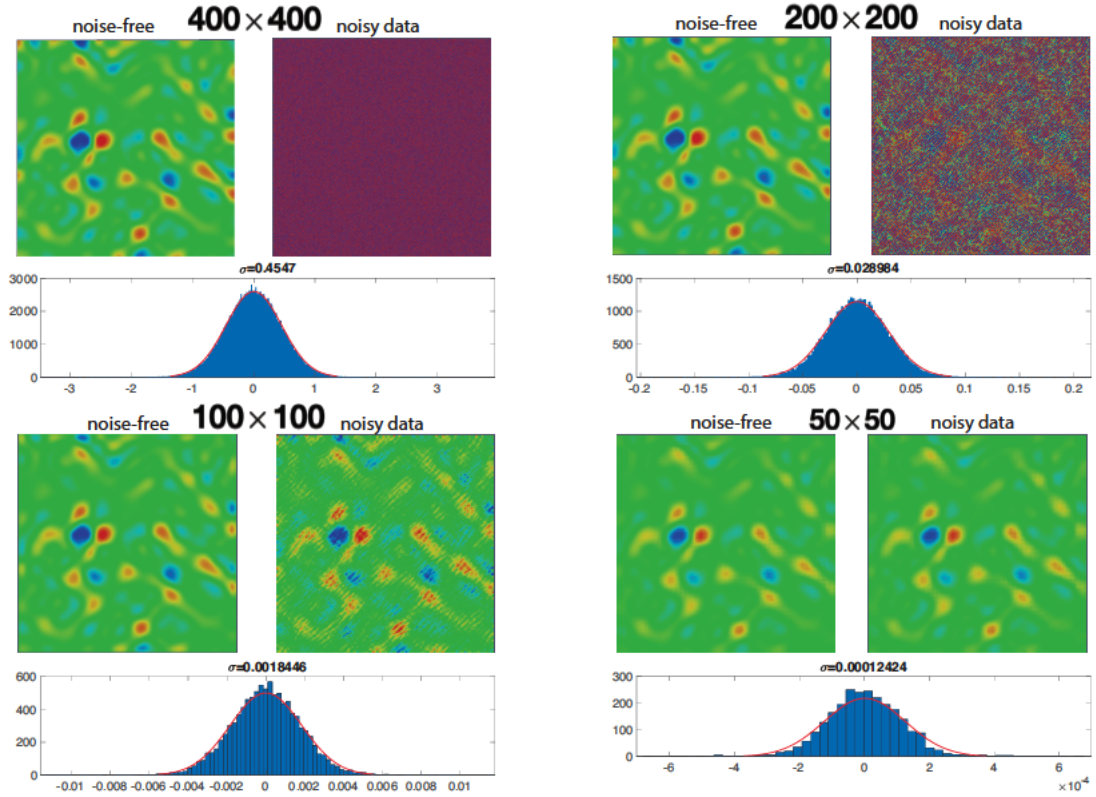 noise-free 400×400 noisy data
σ=0.4547
3000
2000
1000
0
-3 -2 -1 0 1 2 3
noise-free 200×200 noisy data
σ=0.028984
1500
1000
500
0
-0.2 -0.15 -0.1 -0.05 0 0.05 0.1 0.15 0.2
noise-free 100×100 noisy data
σ=0.0018446
600
400
200
0
-0.01 -0.008 -0.006 -0.004 -0.002 0 0.002 0.004 0.006 0.008 0.01
noise-free 50×50 noisy data
σ=0.00012424
300
200
100
0
-6 -4 -2 0 2 4 6
×10⁻⁴